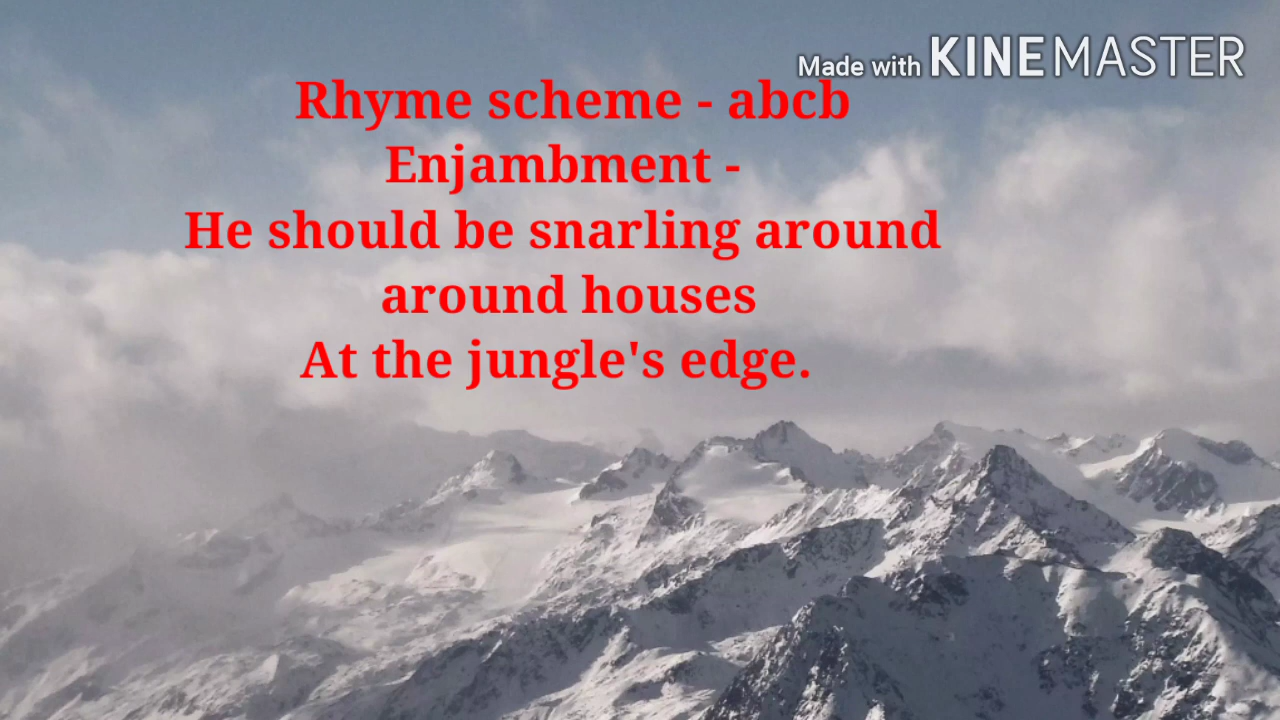 Made with KINEMASTER
Rhyme scheme - abcb
Enjambment -
He should be snarling around
around houses
At the jungle's edge.